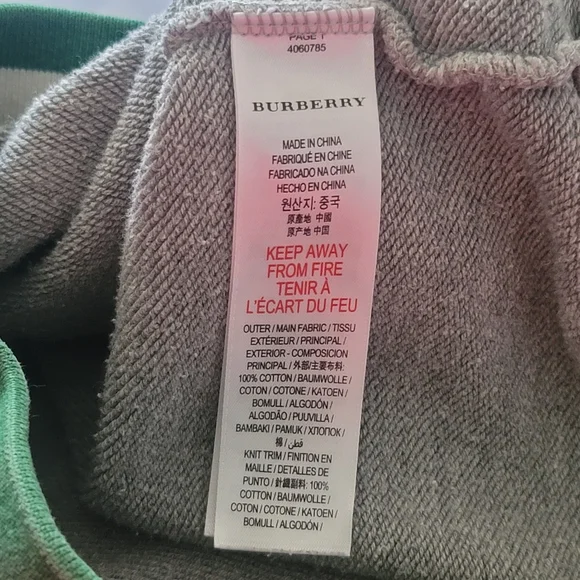 PAGE 1
4060785
BURBERRY
MADE IN CHINA
FABRIQUÉ EN CHINE
FABRICADO NA CHINA
HECHO EN CHINA
원산지: 중국
原產地 中國
原产地 中国
KEEP AWAY
FROM FIRE
TENIR À
L'ÉCART DU FEU
OUTER / MAIN FABRIC / TISSU
EXTÉRIEUR / PRINCIPAL /
EXTERIOR - COMPOSICION
PRINCIPAL / 外部/主要布料:
100% COTTON / BAUMWOLLE /
COTON / COTONE / KATOEN /
BOMULL / ALGODÓN /
ALGODÃO / PUUVILLA /
BAMBAKI / PAMUK / ХЛОПОК /
棉 / قطن /
KNIT TRIM / FINITION EN
MAILLE / DETALLES DE
PUNTO / 針織副料: 100%
COTTON / BAUMWOLLE /
COTON / COTONE / KATOEN /
BOMULL / ALGODÓN /